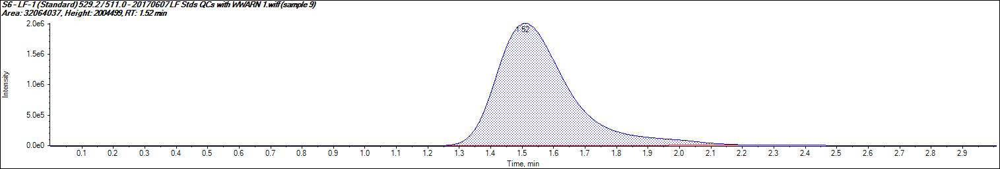 S6 - LF-1 (Standard) 529.2 / 511.0 - 20170607 LF Stds QCs with WWARN 1.wiff (sample 9)
Area: 32064037, Height: 2004499, RT: 1.52 min
2.0e6
1.52
1.5e6
Intensity
1.0e6
5.0e5
0.0e0
0.1 0.2 0.3 0.4 0.5 0.6 0.7 0.8 0.9 1.0 1.1 1.2 1.3 1.4 1.5 1.6 1.7 1.8 1.9 2.0 2.1 2.2 2.3 2.4 2.5 2.6 2.7 2.8 2.9
Time, min